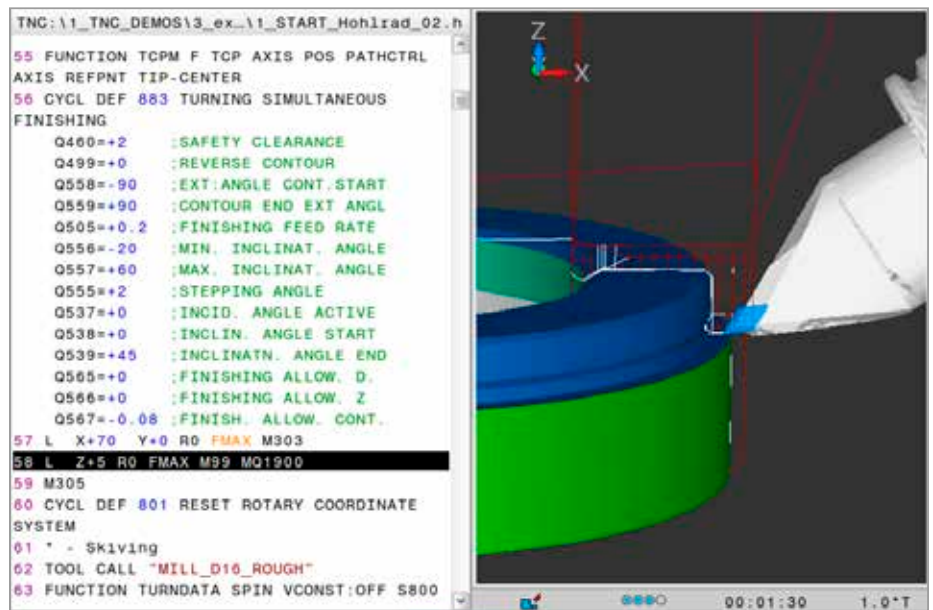 TNC:\1_TNC_DEMOS\3_ex…\1_START_Hohlrad_02.h
55 FUNCTION TCPM F TCP AXIS POS PATHCTRL
AXIS REFPNT TIP-CENTER
56 CYCL DEF 883 TURNING SIMULTANEOUS
FINISHING
Q460=+2 ;SAFETY CLEARANCE
Q499=+0 ;REVERSE CONTOUR
Q558=-90 ;EXT:ANGLE CONT.START
Q559=+90 ;CONTOUR END EXT ANGL
Q505=+0.2 ;FINISHING FEED RATE
Q556=-20 ;MIN. INCLINAT. ANGLE
Q557=+60 ;MAX. INCLINAT. ANGLE
Q555=+2 ;STEPPING ANGLE
Q537=+0 ;INCID. ANGLE ACTIVE
Q538=+0 ;INCLIN. ANGLE START
Q539=+45 ;INCLINATN. ANGLE END
Q565=+0 ;FINISHING ALLOW. D.
Q566=+0 ;FINISHING ALLOW. Z
Q567=-0.08 ;FINISH. ALLOW. CONT.
57 L X+70 Y+0 R0 FMAX M303
58 L Z+5 R0 FMAX M99 MQ1900
59 M305
60 CYCL DEF 801 RESET ROTARY COORDINATE
SYSTEM
61 * - Skiving
62 TOOL CALL "MILL_D16_ROUGH"
63 FUNCTION TURNDATA SPIN VCONST:OFF S800
Z
X
00:01:30 1.0*T